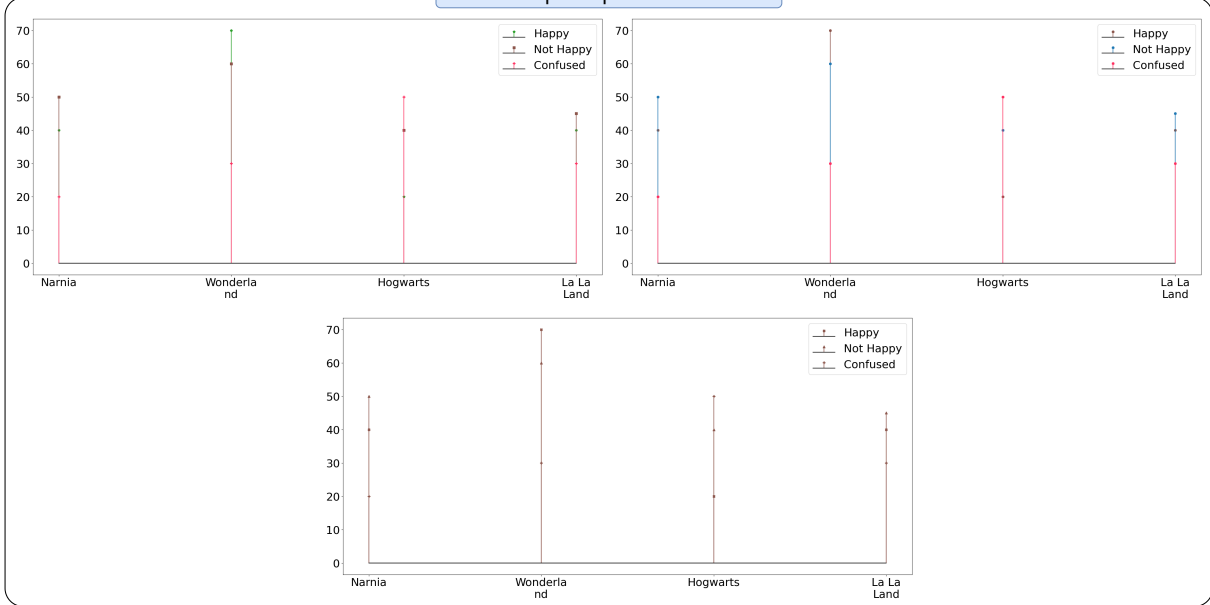 70
60
50
40
30
20
10
0
Narnia
Wonderla
nd
Hogwarts
La La
Land
Happy
Not Happy
Confused
70
60
50
40
30
20
10
0
Narnia
Wonderla
nd
Hogwarts
La La
Land
Happy
Not Happy
Confused
70
60
50
40
30
20
10
0
Narnia
Wonderla
nd
Hogwarts
La La
Land
Happy
Not Happy
Confused